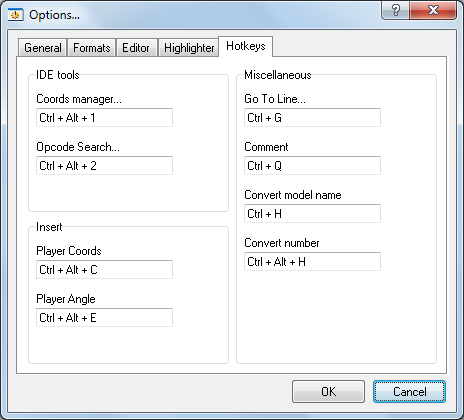 Options...
General
Formats
Editor
Highlighter
Hotkeys
IDE tools
Coords manager...
Ctrl + Alt + 1
Opcode Search...
Ctrl + Alt + 2
Insert
Player Coords
Ctrl + Alt + C
Player Angle
Ctrl + Alt + E
Miscellaneous
Go To Line...
Ctrl + G
Comment
Ctrl + Q
Convert model name
Ctrl + H
Convert number
Ctrl + Alt + H
OK
Cancel